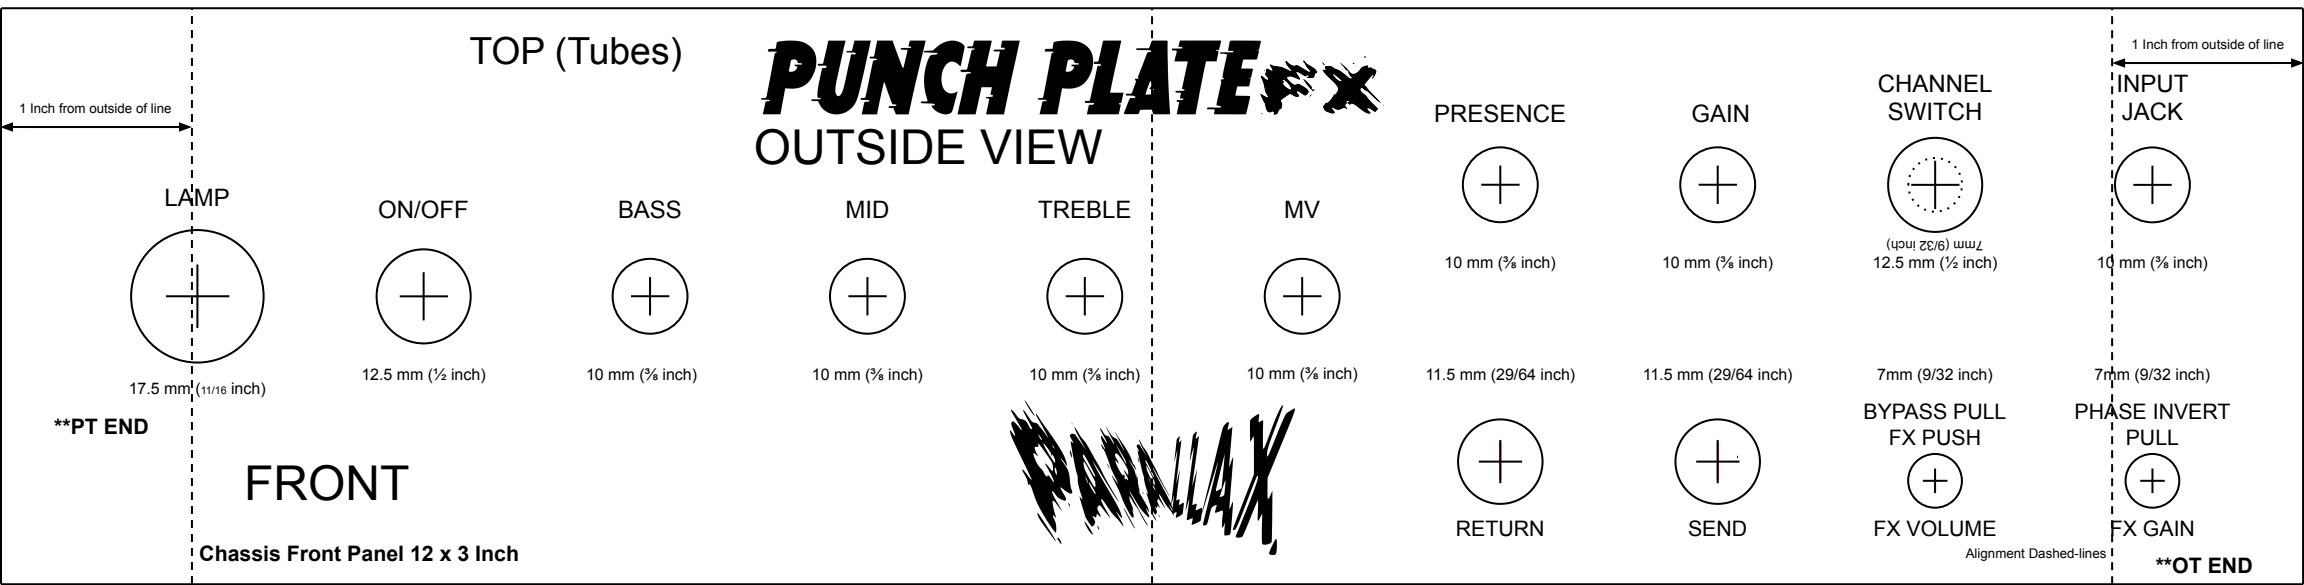 TOP (Tubes)
PUNCH PLATE FX
OUTSIDE VIEW
1 Inch from outside of line
1 Inch from outside of line
LAMP
ON/OFF
BASS
MID
TREBLE
MV
PRESENCE
GAIN
CHANNEL
SWITCH
INPUT
JACK
17.5 mm (11/16 inch)
12.5 mm (½ inch)
10 mm (⅜ inch)
10 mm (⅜ inch)
10 mm (⅜ inch)
10 mm (⅜ inch)
10 mm (⅜ inch)
10 mm (⅜ inch)
7mm (9/32 inch)
12.5 mm (½ inch)
10 mm (⅜ inch)
11.5 mm (29/64 inch)
11.5 mm (29/64 inch)
7mm (9/32 inch)
7mm (9/32 inch)
BYPASS PULL
FX PUSH
PHASE INVERT
PULL
**PT END
FRONT
PARALLAX
RETURN
SEND
FX VOLUME
FX GAIN
Chassis Front Panel 12 x 3 Inch
Alignment Dashed-lines
**OT END